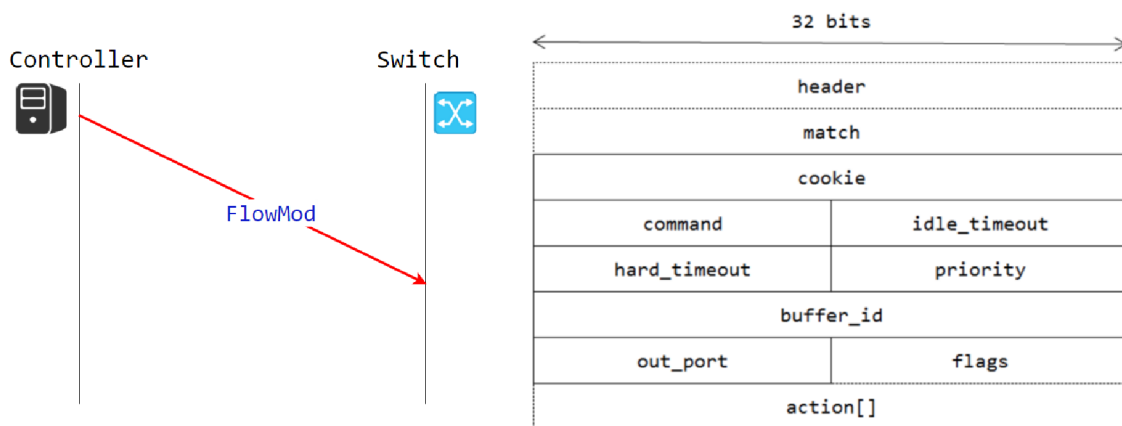 Controller
Switch
FlowMod
32 bits
header
match
cookie
command idle_timeout
hard_timeout priority
buffer_id
out_port flags
action[]